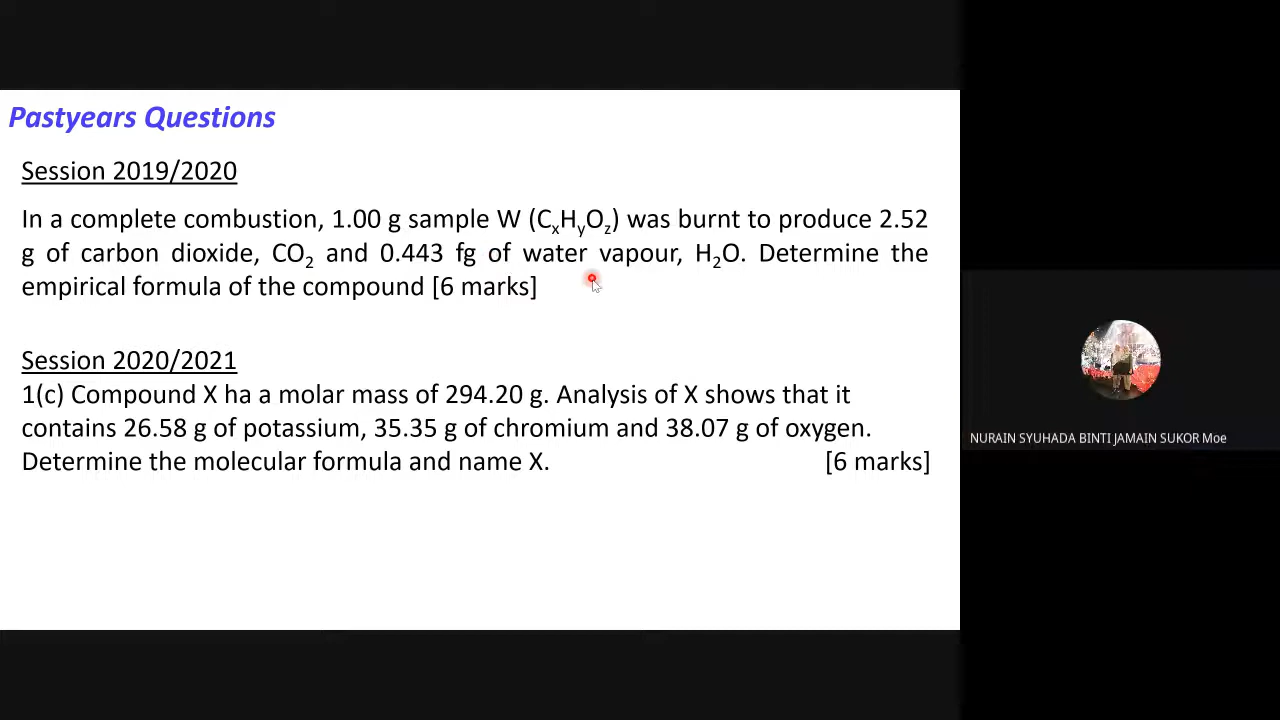 Pastyears Questions
Session 2019/2020
In a complete combustion, 1.00 g sample W (CxHyOz) was burnt to produce 2.52
g of carbon dioxide, CO2 and 0.443 fg of water vapour, H2O. Determine the
empirical formula of the compound [6 marks]
Session 2020/2021
1(c) Compound X ha a molar mass of 294.20 g. Analysis of X shows that it
contains 26.58 g of potassium, 35.35 g of chromium and 38.07 g of oxygen.
Determine the molecular formula and name X. [6 marks]
NURAIN SYUHADA BINTI JAMAIN SUKOR Moe